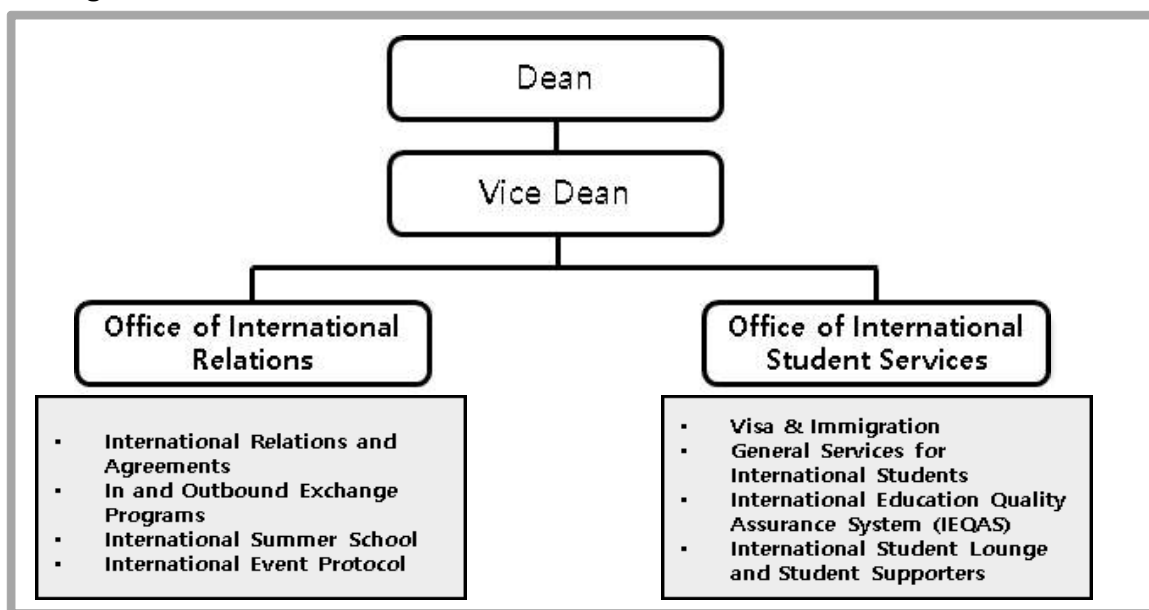 Dean
Vice Dean
Office of International
Relations
▪ International Relations and
Agreements
▪ In and Outbound Exchange
Programs
▪ International Summer School
▪ International Event Protocol
Office of International
Student Services
▪ Visa & Immigration
▪ General Services for
International Students
▪ International Education Quality
Assurance System (IEQAS)
▪ International Student Lounge
and Student Supporters